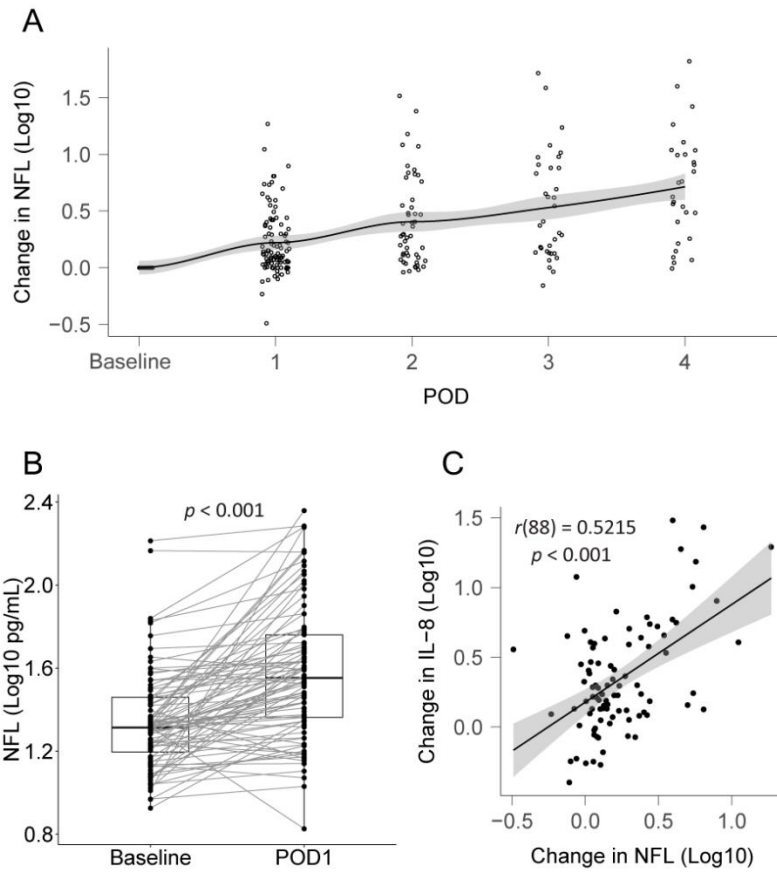 A
Change in NFL (Log10)
1.5
1.0
0.5
0.0
−0.5
Baseline 1 2 3 4
POD
B
NFL (Log10 pg/mL)
2.4
2.0
1.6
1.2
0.8
p < 0.001
Baseline POD1
C
Change in IL−8 (Log10)
1.5
1.0
0.5
0.0
r(88) = 0.5215
p < 0.001
−0.5 0.0 0.5 1.0
Change in NFL (Log10)